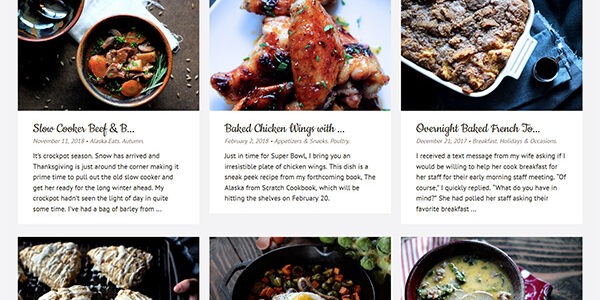 Slow Cooker Beef & B...
November 11, 2018 • Alaska Eats. Autumn.
It's crockpot season. Snow has arrived and
Thanksgiving is just around the corner making it
prime time to pull out the old slow cooker and
get her ready for the long winter ahead. My
crockpot hadn't seen the light of day in quite
some time. I've had a bag of barley from ...
Baked Chicken Wings with ...
February 2, 2018 • Appetizers & Snacks. Poultry.
Just in time for Super Bowl, I bring you an
irresistible plate of chicken wings. This dish is a
sneak peek recipe from my forthcoming book, The
Alaska from Scratch Cookbook, which will be
hitting the shelves on February 20.
Overnight Baked French To...
December 21, 2017 • Breakfast. Holidays & Occasions.
I received a text message from my wife asking if I
would be willing to help her cook breakfast for
her staff for their early morning staff meeting. "Of
course," I quickly replied. "What do you have in
mind?" She had polled her staff asking their
favorite breakfast ...